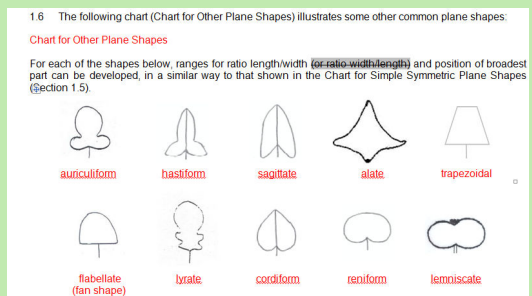 1.6 The following chart (Chart for Other Plane Shapes) illustrates some other common plane shapes:
Chart for Other Plane Shapes
For each of the shapes below, ranges for ratio length/width (or ratio width/length) and position of broadest
part can be developed, in a similar way to that shown in the Chart for Simple Symmetric Plane Shapes
(Section 1.5).
auriculiform hastiform sagittate alate trapezoidal
flabellate lyrate cordiform reniform lemniscate
(fan shape)